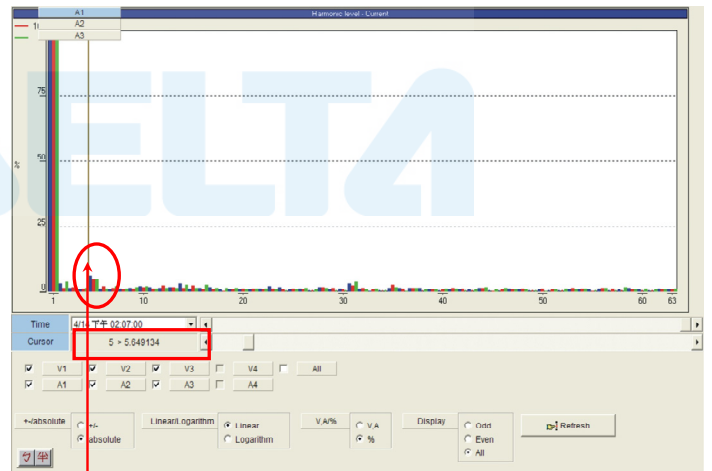 A1
Harmonic level - Current
A2
A3
75
50
25
0
1 10 20 30 40 50 60 63
DELTA
Time 4/14 下午 02:07:00
Cursor 5 > 5.649134
V1 V2 V3 V4 All
A1 A2 A3 A4
+-/absolute +/- absolute
Linear/Logarithm Linear Logarithm
V,A/% V,A %
Display Odd Even All
Refresh